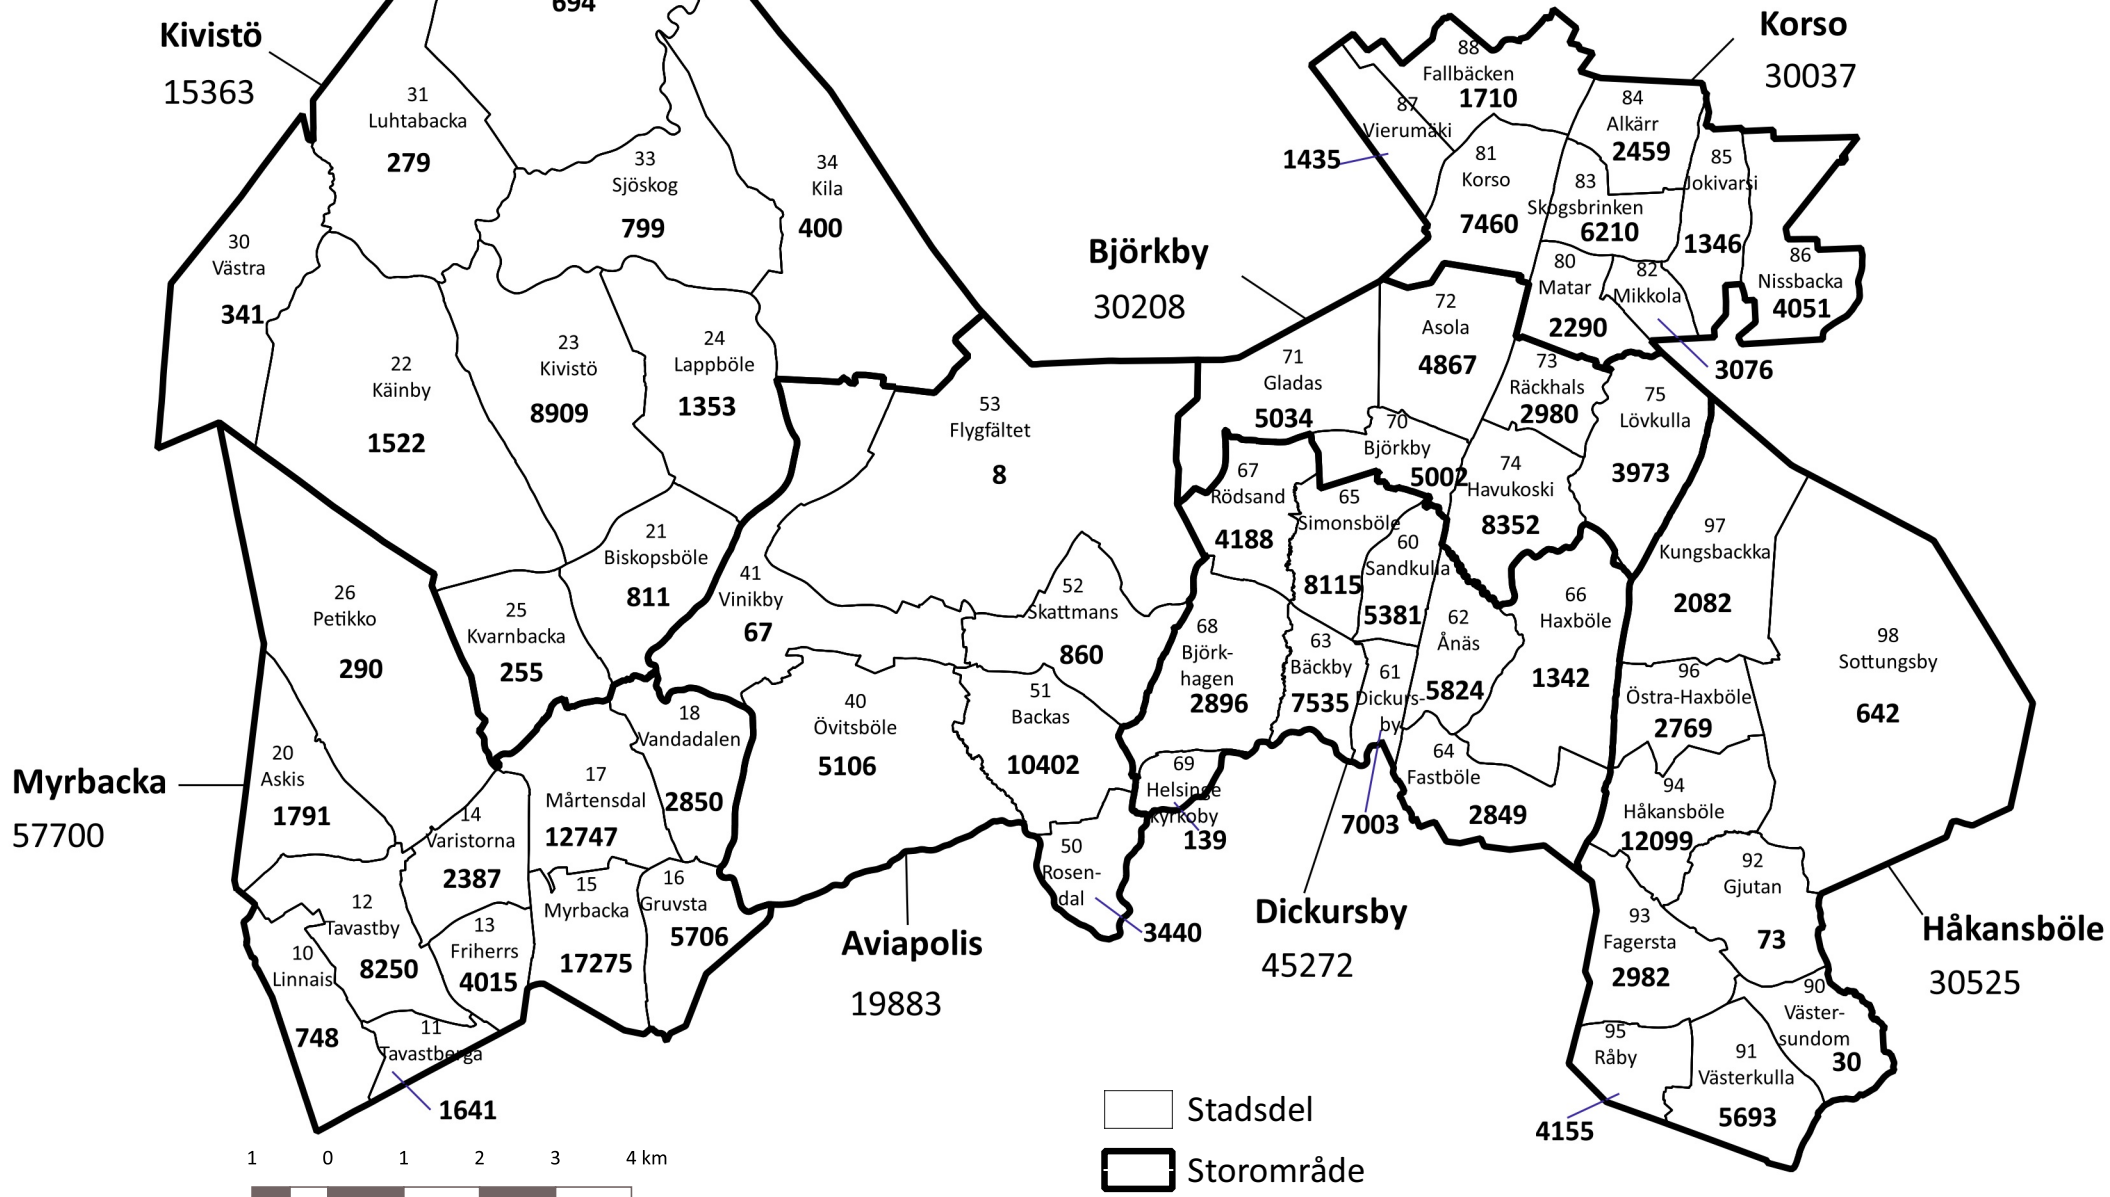 694
Kivistö
15363
31
Luhtabacka
279
33
Sjöskog
799
34
Kila
400
30
Västra
341
22
Käinby
1522
23
Kivistö
8909
24
Lappböle
1353
21
Biskopsböle
811
25
Kvarnbacka
255
26
Petikko
290
20
Askis
1791
Myrbacka
57700
18
Vandadalen
2850
17
Mårtensdal
12747
14
Varistorna
2387
15
Myrbacka
17275
16
Gruvsta
5706
12
Tavastby
8250
13
Friherrs
4015
10
Linnais
748
11
Tavastberga
1641
53
Flygfältet
8
41
Vinikby
67
52
Skattmans
860
40
Övitsböle
5106
51
Backas
10402
50
Rosen-
dal
3440
Aviapolis
19883
Korso
30037
88
Fallbäcken
1710
87
Vierumäki
1435
84
Alkärr
2459
81
Korso
7460
83
Skogsbrinken
6210
85
Jokivarsi
1346
86
Nissbacka
4051
80
Matar
2290
82
Mikkola
3076
Björkby
30208
71
Gladas
5034
72
Asola
4867
73
Räckhals
2980
75
Lövkulla
3973
70
Björkby
5002
74
Havukoski
8352
67
Rödsand
4188
65
Simonsböle
8115
60
Sandkulla
5381
62
Ånäs
5824
66
Haxböle
1342
68
Björk-
hagen
2896
63
Bäckby
7535
61
Dickurs-
by
7003
64
Fastböle
2849
69
Helsinge
kyrkoby
139
Dickursby
45272
97
Kungsbackka
2082
98
Sottungsby
642
96
Östra-Haxböle
2769
94
Håkansböle
12099
92
Gjutan
73
93
Fagersta
2982
90
Väster-
sundom
30
95
Råby
4155
91
Västerkulla
5693
Håkansböle
30525
Stadsdel
Storområde
1 0 1 2 3 4 km